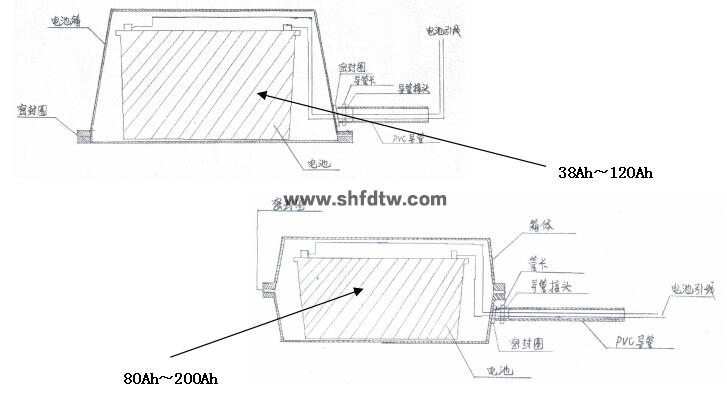 电池箱
电池引线
密封圈
导管卡
导管接头
密封圈
PVC导管
电池
38Ah～120Ah
www.shfdtw.com
箱体
管卡
导管接头
电池引线
密封圈
PVC导管
电池
80Ah～200Ah